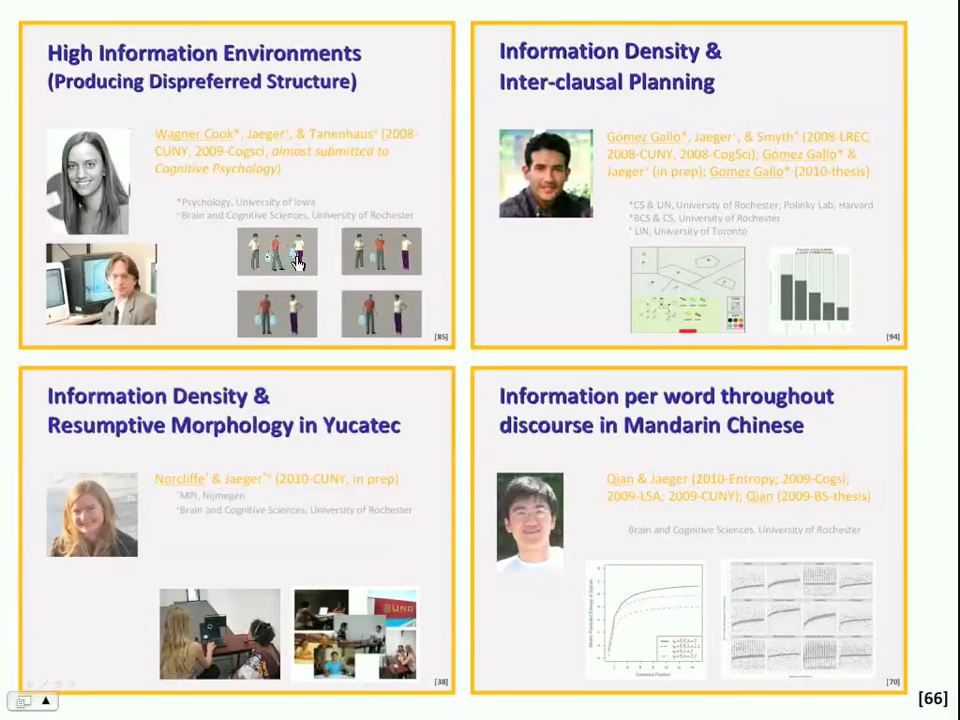 High Information Environments
(Producing Dispreferred Structure)
Wagner Cook*, Jaeger⁺, & Tanenhaus⁺ (2008-
CUNY, 2009-Cogsci, almost submitted to
Cognitive Psychology)
*Psychology, University of Iowa
⁺Brain and Cognitive Sciences, University of Rochester
[85]
Information Density &
Inter-clausal Planning
Gómez Gallo*, Jaeger⁺, & Smyth⁺ (2008-LREC,
2008-CUNY, 2008-CogSci); Gómez Gallo* &
Jaeger⁺ (in prep); Gomez Gallo* (2010-thesis)
*CS & LIN, University of Rochester; Polinky Lab, Harvard
⁺BCS & CS, University of Rochester
⁺ LIN, University of Toronto
[94]
Information Density &
Resumptive Morphology in Yucatec
Norcliffe* & Jaeger⁺ (2010-CUNY, in prep)
*MPI, Nijmegen
⁺Brain and Cognitive Sciences, University of Rochester
UNO
[38]
Information per word throughout
discourse in Mandarin Chinese
Qian & Jaeger (2010-Entropy; 2009-Cogsi;
2009-LSA; 2009-CUNY); Qian (2009-BS-thesis)
Brain and Cognitive Sciences, University of Rochester
[70]
[66]